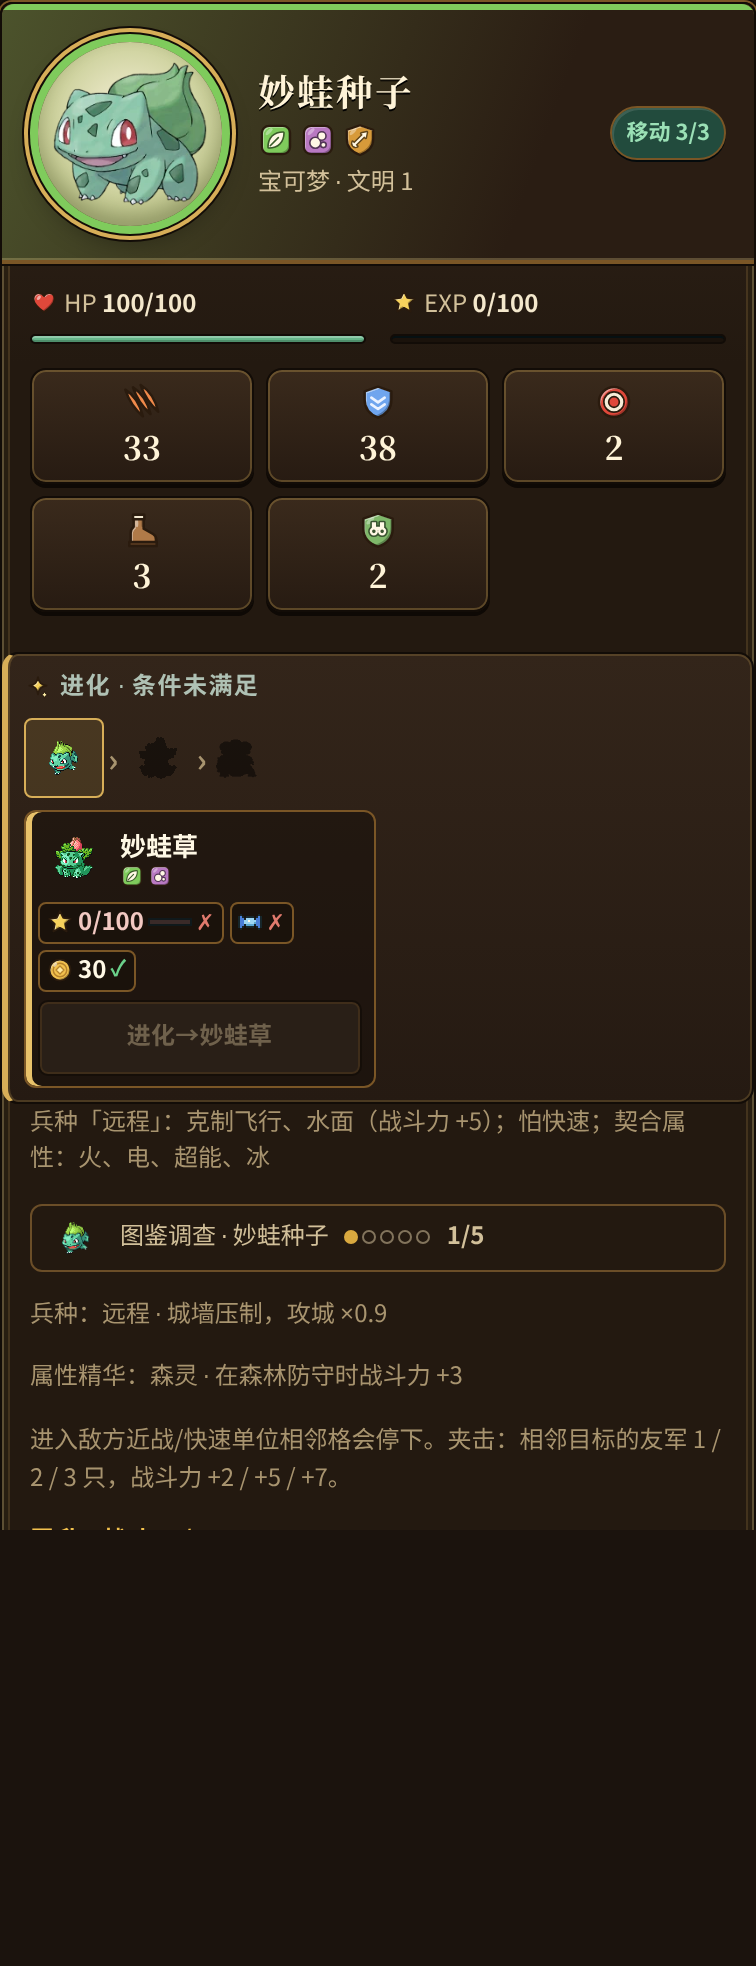 妙蛙种子
宝可梦 · 文明 1
移动 3/3
HP 100/100
EXP 0/100
33
38
2
3
2
进化 · 条件未满足
妙蛙草
0/100 ✗
✗
30 ✓
进化→妙蛙草
兵种「远程」：克制飞行、水面（战斗力 +5）；怕快速；契合属
性：火、电、超能、冰
图鉴调查 · 妙蛙种子 1/5
兵种：远程 · 城墙压制，攻城 ×0.9
属性精华：森灵 · 在森林防守时战斗力 +3
进入敌方近战/快速单位相邻格会停下。夹击：相邻目标的友军 1 /
2 / 3 只，战斗力 +2 / +5 / +7。